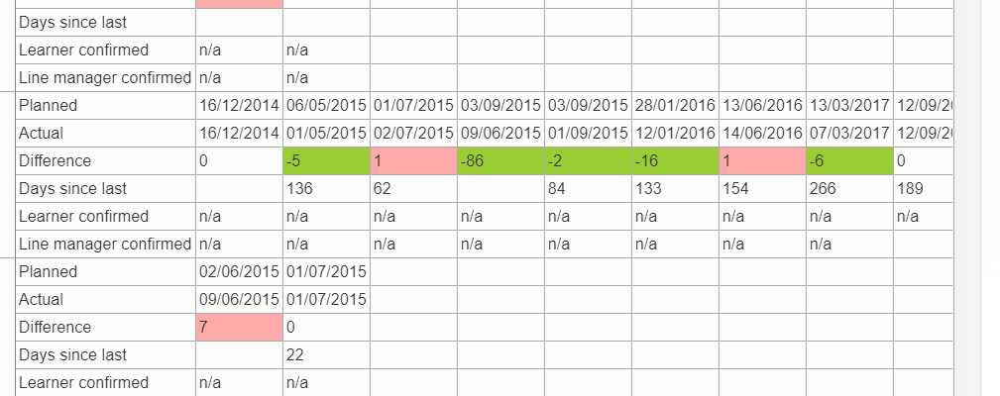 Days since last
Learner confirmed n/a n/a
Line manager confirmed n/a n/a
Planned 16/12/2014 06/05/2015 01/07/2015 03/09/2015 03/09/2015 28/01/2016 13/06/2016 13/03/2017 12/09/20
Actual 16/12/2014 01/05/2015 02/07/2015 09/06/2015 01/09/2015 12/01/2016 14/06/2016 07/03/2017 12/09/20
Difference 0 -5 1 -86 -2 -16 1 -6 0
Days since last 136 62 84 133 154 266 189
Learner confirmed n/a n/a n/a n/a n/a n/a n/a n/a n/a
Line manager confirmed n/a n/a n/a n/a n/a n/a n/a n/a
Planned 02/06/2015 01/07/2015
Actual 09/06/2015 01/07/2015
Difference 7 0
Days since last 22
Learner confirmed n/a n/a